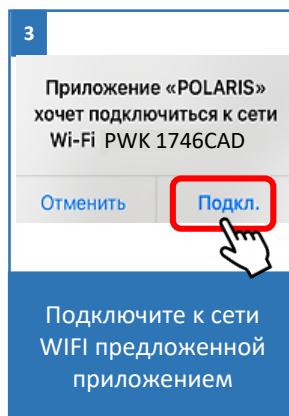 3
Приложение «POLARIS»
хочет подключиться к сети
Wi-Fi PWK 1746CAD
Отменить
Подкл.
Подключите к сети
WIFI предложенной
приложением